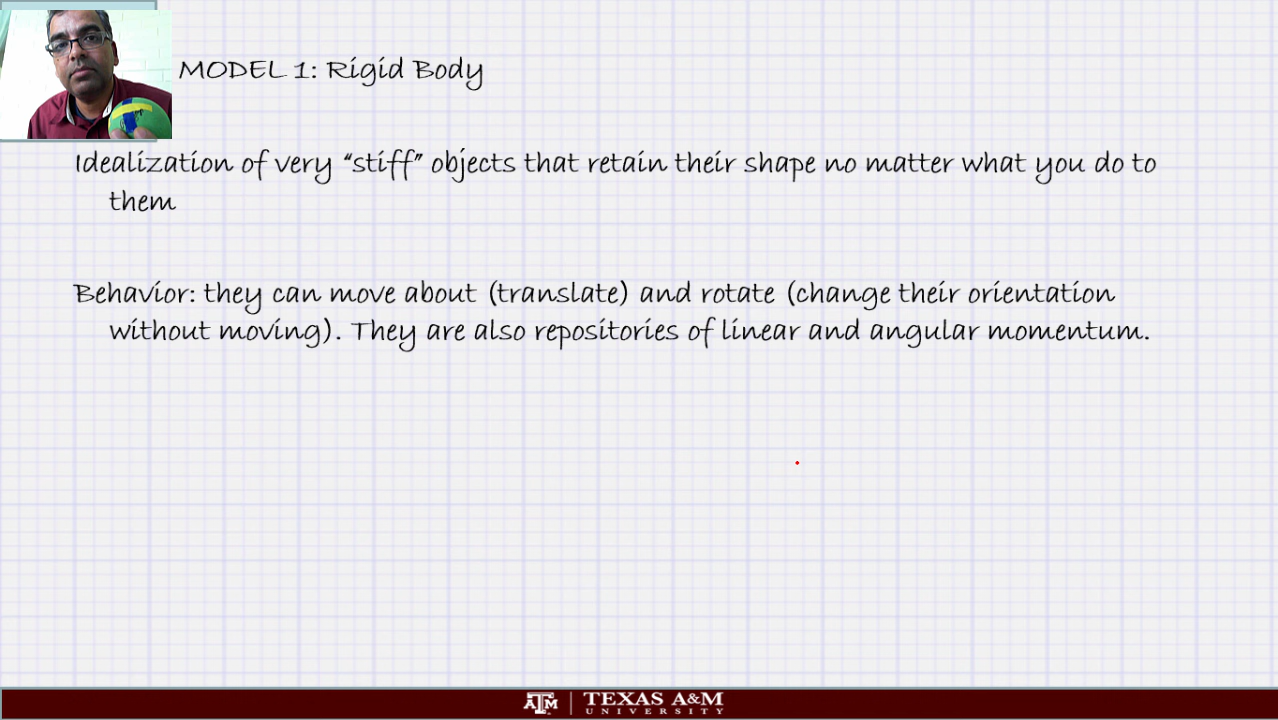 MODEL 1: Rigid Body
Idealization of very “stiff” objects that retain their shape no matter what you do to
them
Behavior: they can move about (translate) and rotate (change their orientation
without moving). They are also repositories of linear and angular momentum.
ATM TEXAS A&M
UNIVERSITY